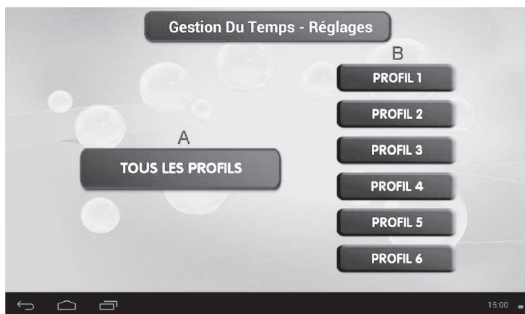 Gestion Du Temps - Réglages
A
TOUS LES PROFILS
B
PROFIL 1
PROFIL 2
PROFIL 3
PROFIL 4
PROFIL 5
PROFIL 6
15:00